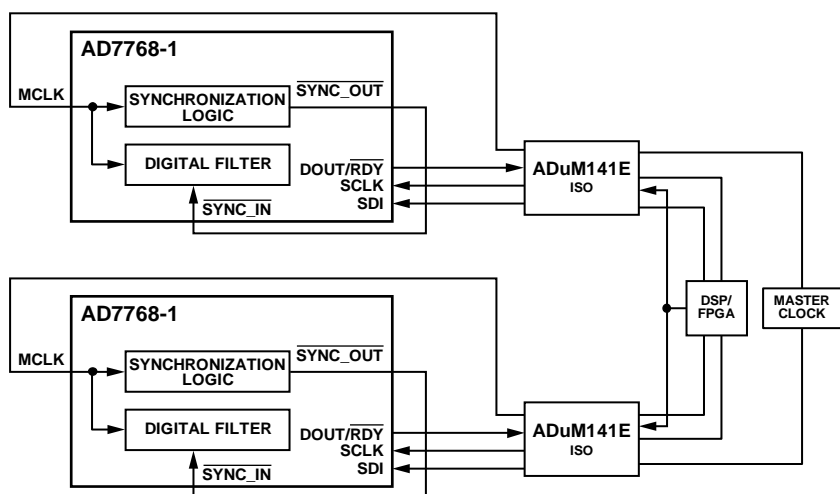 AD7768-1
MCLK
SYNC_OUT
SYNCHRONIZATION
LOGIC
DIGITAL FILTER
SYNC_IN
DOUT/RDY
SCLK
SDI
ADuM141E
ISO
DSP/
FPGA
MASTER
CLOCK
AD7768-1
MCLK
SYNC_OUT
SYNCHRONIZATION
LOGIC
DIGITAL FILTER
SYNC_IN
DOUT/RDY
SCLK
SDI
ADuM141E
ISO